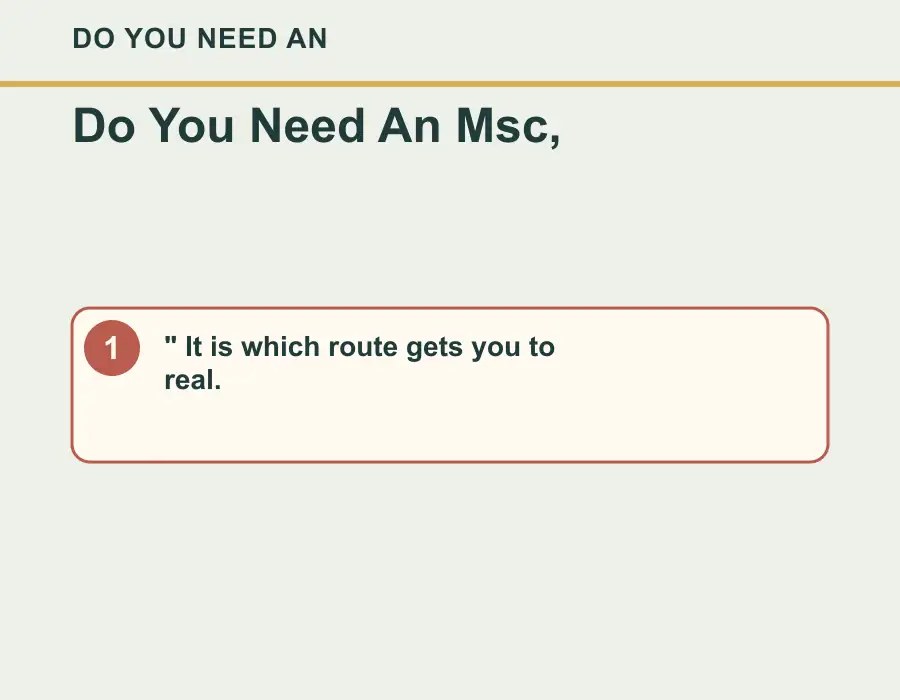 DO YOU NEED AN
Do You Need An Msc,
1
" It is which route gets you to
real.